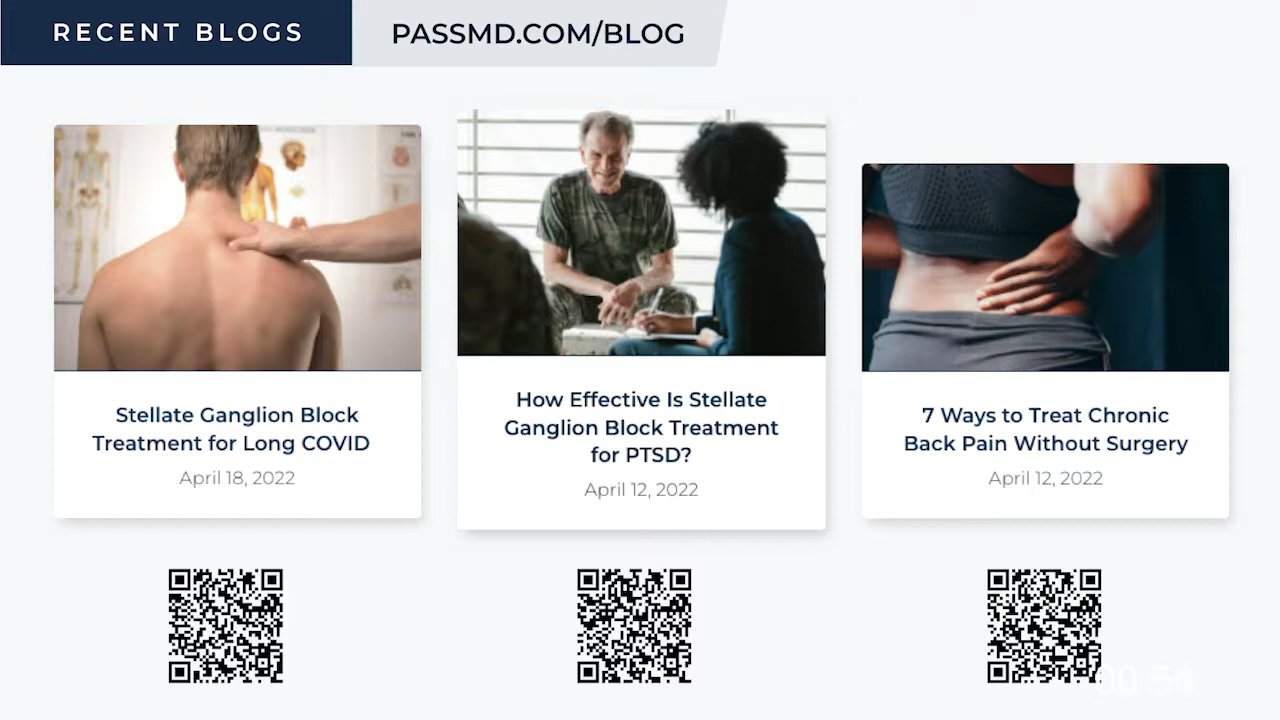 RECENT BLOGS
PASSMD.COM/BLOG
Stellate Ganglion Block
Treatment for Long COVID
April 18, 2022
How Effective Is Stellate
Ganglion Block Treatment
for PTSD?
April 12, 2022
7 Ways to Treat Chronic
Back Pain Without Surgery
April 12, 2022